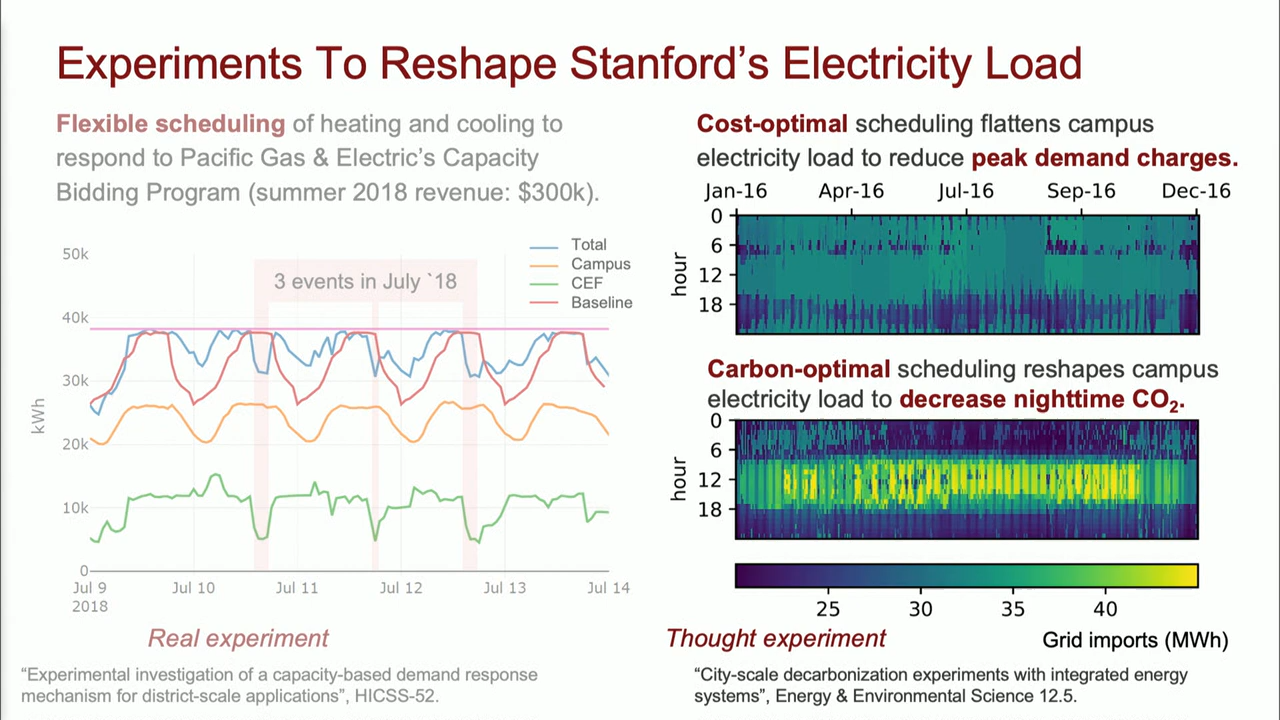 Experiments To Reshape Stanford’s Electricity Load
Flexible scheduling of heating and cooling to
respond to Pacific Gas & Electric’s Capacity
Bidding Program (summer 2018 revenue: $300k).
Total
Campus
CEF
Baseline
3 events in July `18
50k
40k
30k
20k
10k
0
kWh
Jul 9
2018
Jul 10
Jul 11
Jul 12
Jul 13
Jul 14
Real experiment
“Experimental investigation of a capacity-based demand response
mechanism for district-scale applications”, HICSS-52.
Cost-optimal scheduling flattens campus
electricity load to reduce peak demand charges.
Jan-16 Apr-16 Jul-16 Sep-16 Dec-16
0
6
12
18
hour
Carbon-optimal scheduling reshapes campus
electricity load to decrease nighttime CO₂.
0
6
12
18
hour
25 30 35 40
Thought experiment
Grid imports (MWh)
“City-scale decarbonization experiments with integrated energy
systems”, Energy & Environmental Science 12.5.